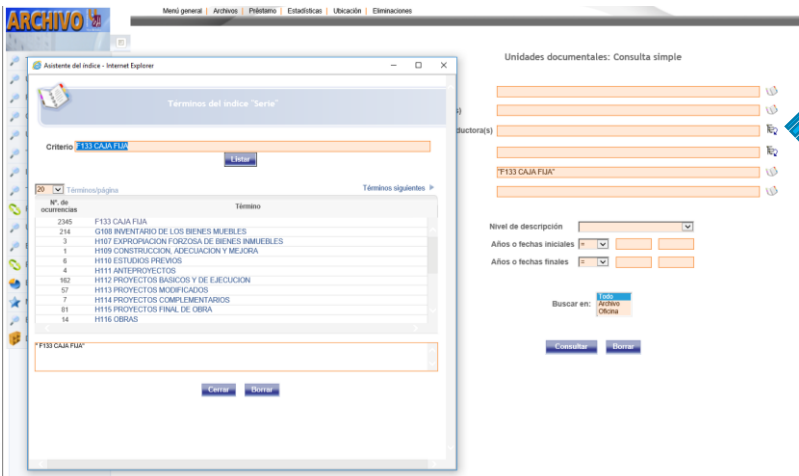 Menú general | Archivos | Préstamo | Estadísticas | Ubicación | Eliminaciones
ARCHIVO
Unidades documentales: Consulta simple
Asistente del índice - Internet Explorer
Términos del índice "Serie"
Criterio F133 CAJA FIJA
Listar
20 Términos/página Términos siguientes
Nº. de ocurrencias Término
2345 F133 CAJA FIJA
214 G108 INVENTARIO DE LOS BIENES MUEBLES
3 H107 EXPROPIACION FORZOSA DE BIENES INMUEBLES
1 H109 CONSTRUCCION, ADECUACION Y MEJORA
6 H110 ESTUDIOS PREVIOS
4 H111 ANTEPROYECTOS
162 H112 PROYECTOS BASICOS Y DE EJECUCION
57 H113 PROYECTOS MODIFICADOS
7 H114 PROYECTOS COMPLEMENTARIOS
81 H115 PROYECTOS FINAL DE OBRA
14 H116 OBRAS
" F133 CAJA FIJA"
Cerrar Borrar
s)
ductora(s)
"F133 CAJA FIJA"
Nivel de descripción
Años o fechas iniciales =
Años o fechas finales =
Buscar en: Todo
Archivo
Oficina
Consultar Borrar